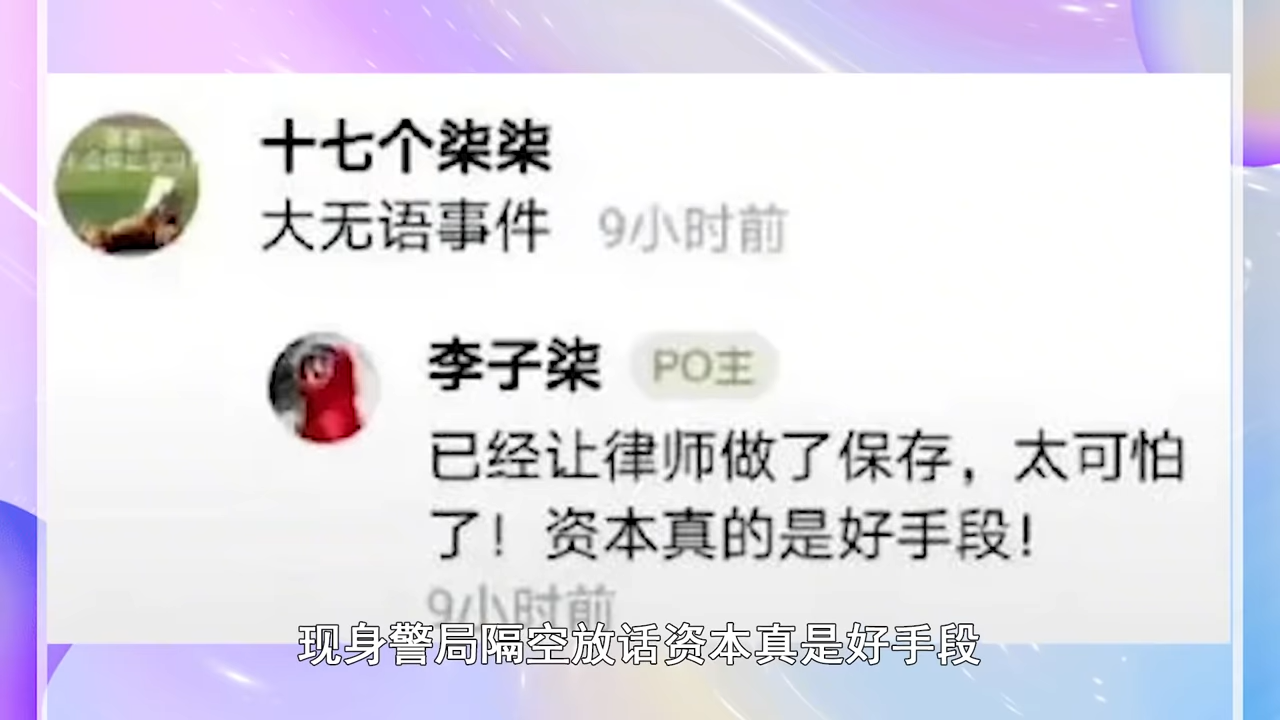 十七个柒柒
大无语事件 9小时前
李子柒 PO主
已经让律师做了保存，太可怕
了！资本真的是好手段！
9小时前
现身警局隔空放话资本真是好手段